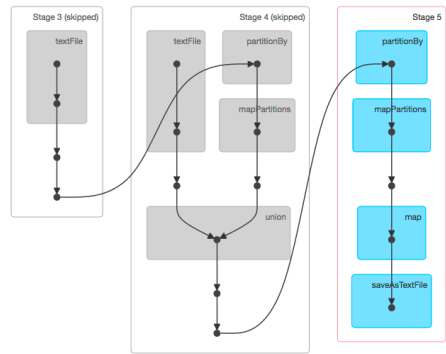 Stage 3 (skipped)
textFile
Stage 4 (skipped)
textFile
partitionBy
mapPartitions
union
Stage 5
partitionBy
mapPartitions
map
saveAsTextFile